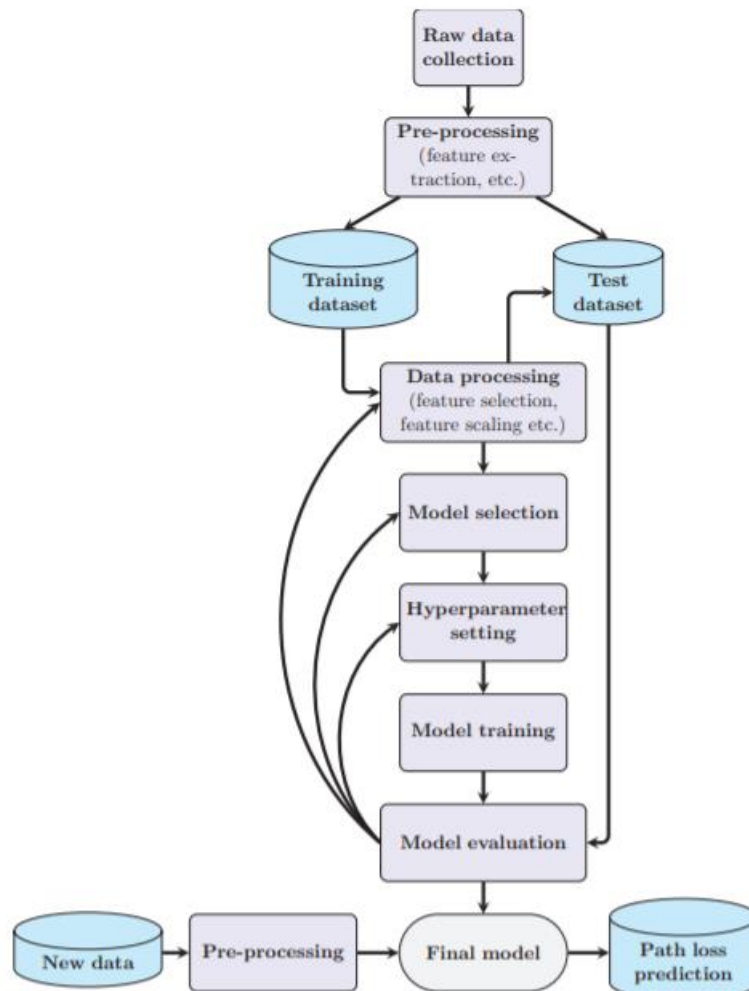 Raw data
collection
Pre-processing
(feature ex-
traction, etc.)
Training
dataset
Test
dataset
Data processing
(feature selection,
feature scaling etc.)
Model selection
Hyperparameter
setting
Model training
Model evaluation
New data
Pre-processing
Final model
Path loss
prediction